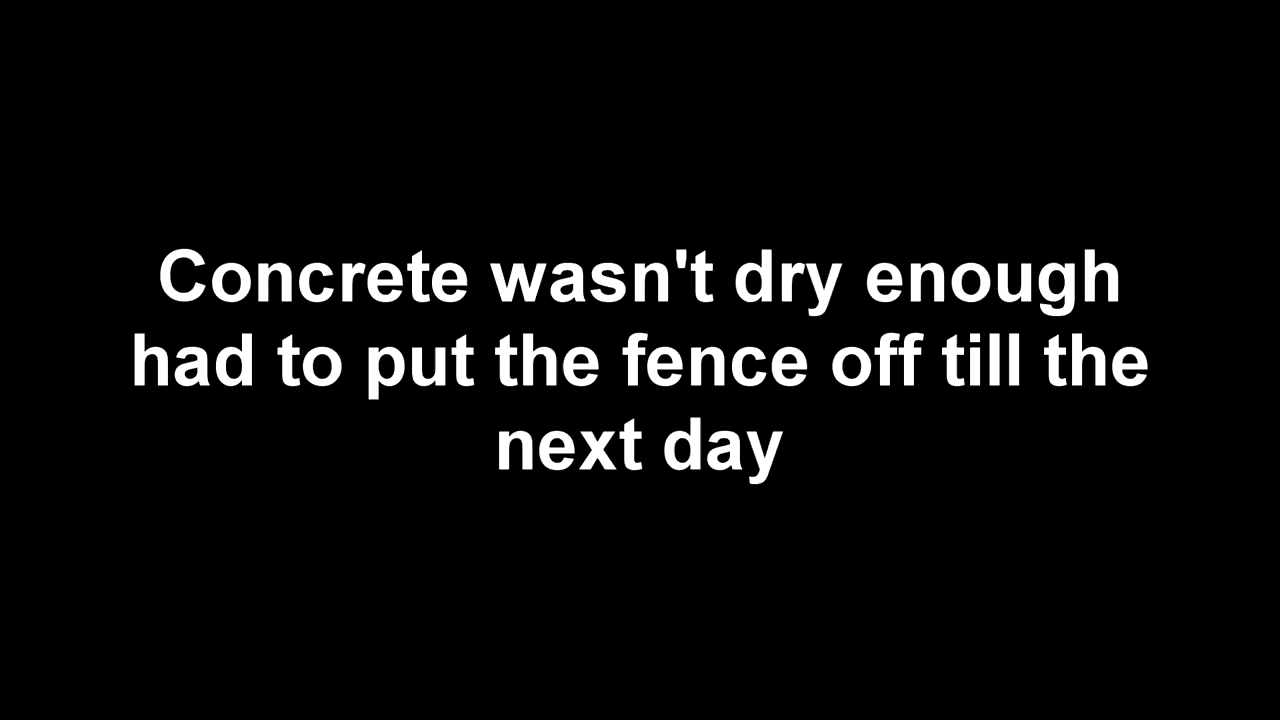 Concrete wasn't dry enough
had to put the fence off till the
next day